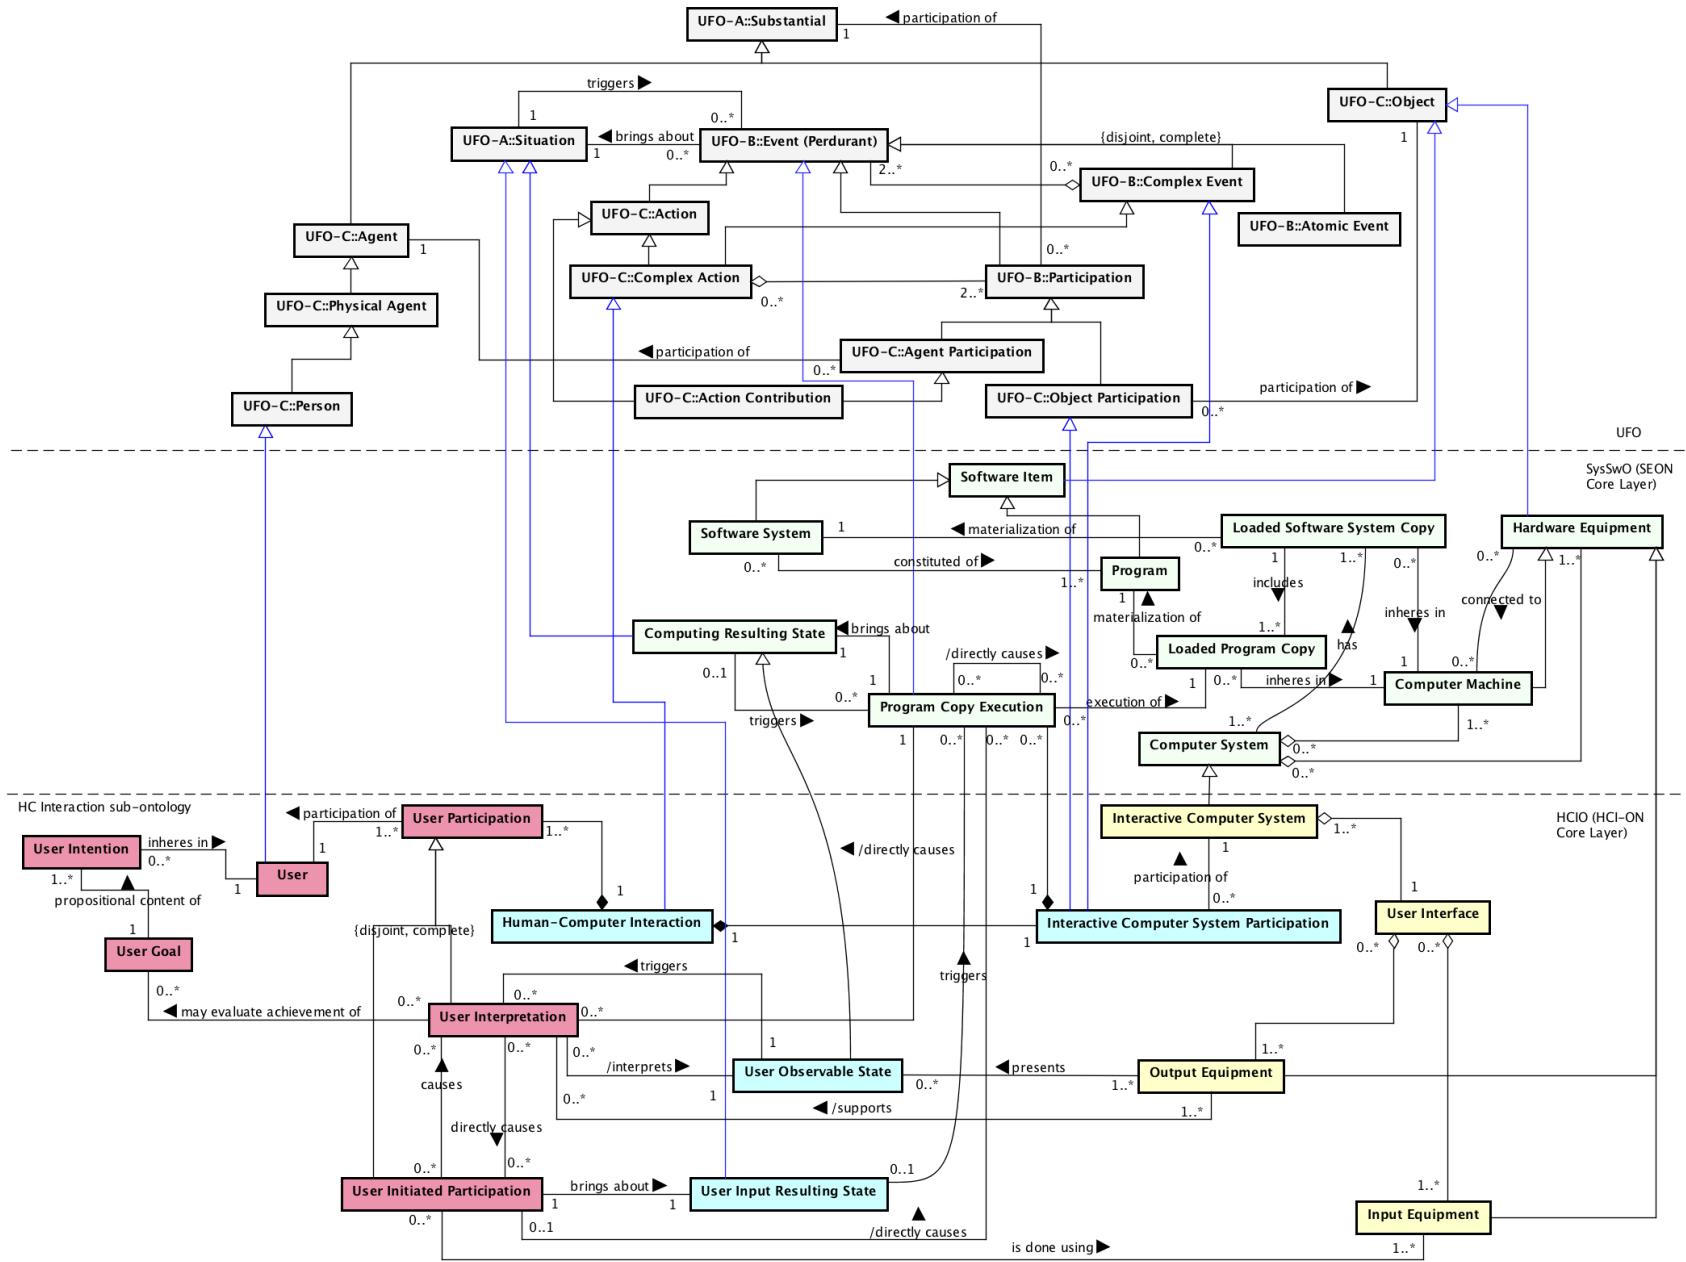 UFO-A::Substantial
◀ participation of
1
triggers ▶
UFO-C::Object
1
0..*
{disjoint, complete}
1
UFO-A::Situation
◀ brings about
UFO-B::Event (Perdurant)
1
0..*
2..*
0..*
UFO-B::Complex Event
UFO-C::Action
UFO-B::Atomic Event
UFO-C::Agent
1
0..*
UFO-C::Complex Action
UFO-B::Participation
0..*
2..*
UFO-C::Physical Agent
◀ participation of
UFO-C::Agent Participation
0..*
participation of ▶
UFO-C::Person
UFO-C::Action Contribution
UFO-C::Object Participation
0..*
UFO
SysSwO (SEON
Core Layer)
Software Item
Software System
1
◀ materialization of
0..*
Loaded Software System Copy
Hardware Equipment
0..*
constituted of ▶
Program
1..*
1
1..*
0..*
0..*
1..*
includes
1
materialization of
inheres in
connected to
Computing Resulting State
◀ brings about
1..*
has
1
0..1
/directly causes ▶
0..*
Loaded Program Copy
1
0..*
0..*
1
0..*
0..*
inheres in ▶
1
1
0..*
Computer Machine
triggers ▶
Program Copy Execution
execution of ▶
0..*
1..*
1..*
1
0..*
0..*
0..*
Computer System
0..*
0..*
HC Interaction sub-ontology
HCIO (HCI-ON
Core Layer)
◀ participation of
User Participation
Interactive Computer System
1..*
1..*
1..*
User Intention
inheres in ▶
0..*
1
1
◀ /directly causes
participation of
User
1..*
1
1
1
0..*
1
propositional content of
Human-Computer Interaction
1
Interactive Computer System Participation
1
User Interface
1
{disjoint, complete}
0..*
0..*
User Goal
◀ triggers
triggers
0..*
0..*
0..*
◀ may evaluate achievement of
User Interpretation
0..*
0..*
0..*
0..*
1
1..*
/interprets ▶
User Observable State
◀ presents
Output Equipment
causes
0..*
1
0..*
1..*
◀ /supports
1..*
directly causes
0..*
0..*
0..1
1..*
User Initiated Participation
brings about ▶
User Input Resulting State
1
1
Input Equipment
0..*
0..1
/directly causes
is done using ▶
1..*